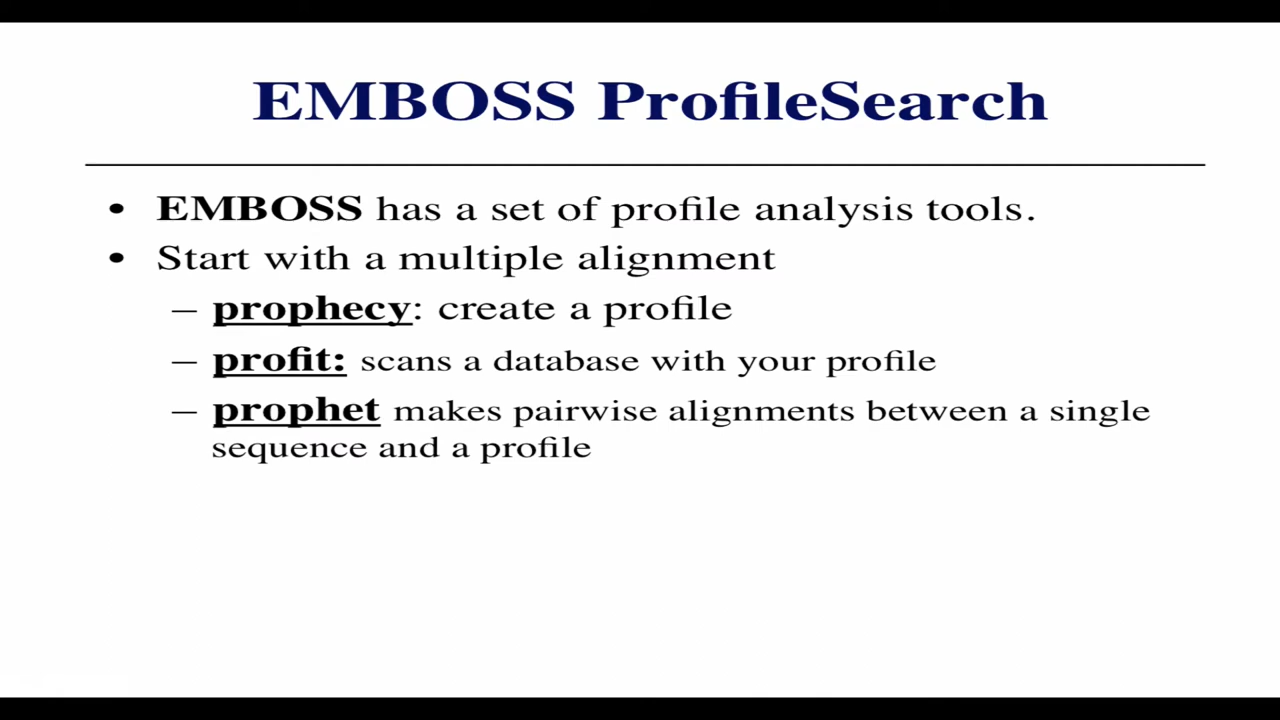 EMBOSS ProfileSearch
• EMBOSS has a set of profile analysis tools.
• Start with a multiple alignment
– prophecy: create a profile
– profit: scans a database with your profile
– prophet makes pairwise alignments between a single
sequence and a profile